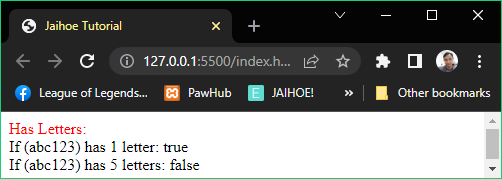 Jaihoe Tutorial
127.0.0.1:5500/index.h...
League of Legends... PawHub JAIHOE! Other bookmarks
Has Letters:
If (abc123) has 1 letter: true
If (abc123) has 5 letters: false